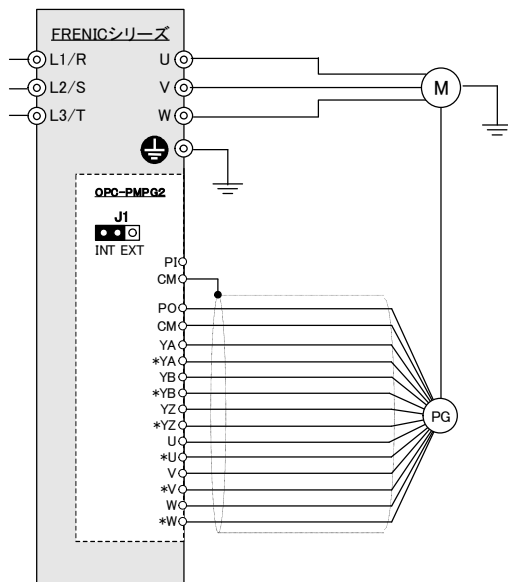 FRENICシリーズ
L1/R U
L2/S V
L3/T W
M
OPC-PMPG2
J1
INT EXT
PI
CM
PO
CM
YA
*YA
YB
*YB
YZ
*YZ
U
*U
V
*V
W
*W
PG